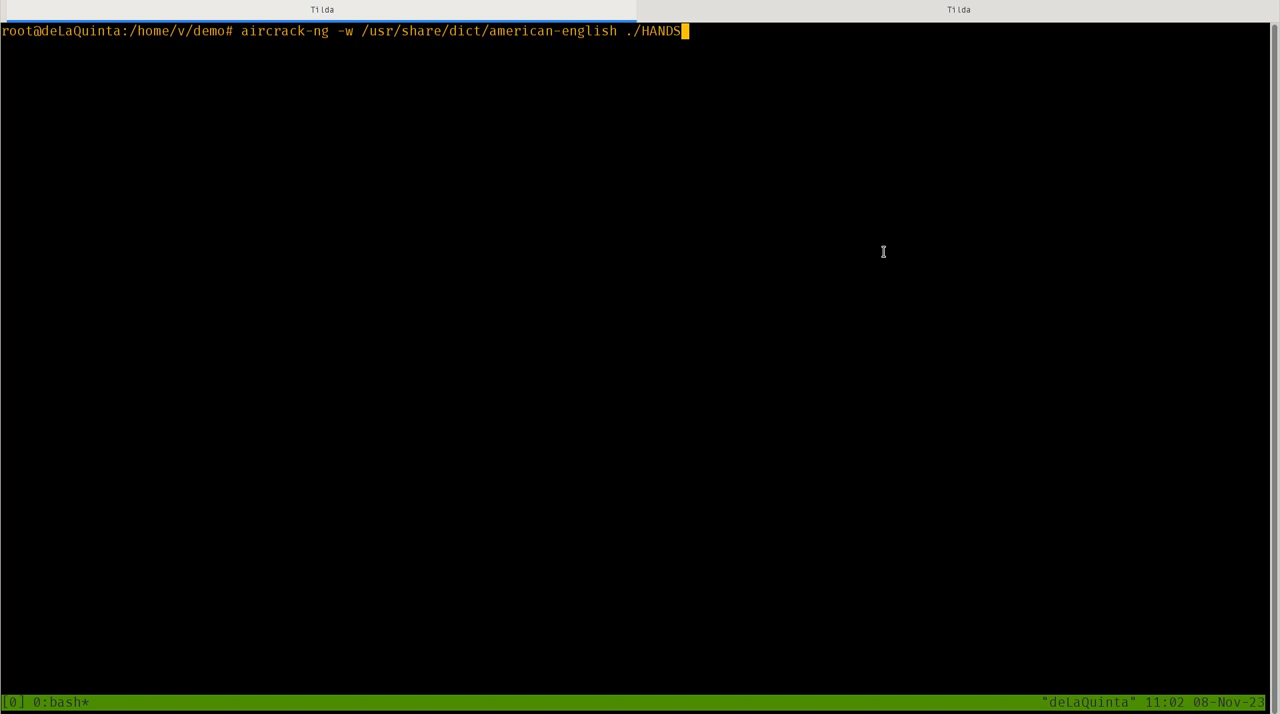 Tilda Tilda
root@deLaQuinta:/home/v/demo# aircrack-ng -w /usr/share/dict/american-english ./HANDS
[0] 0:bash* "deLaQuinta" 11:02 08-Nov-23